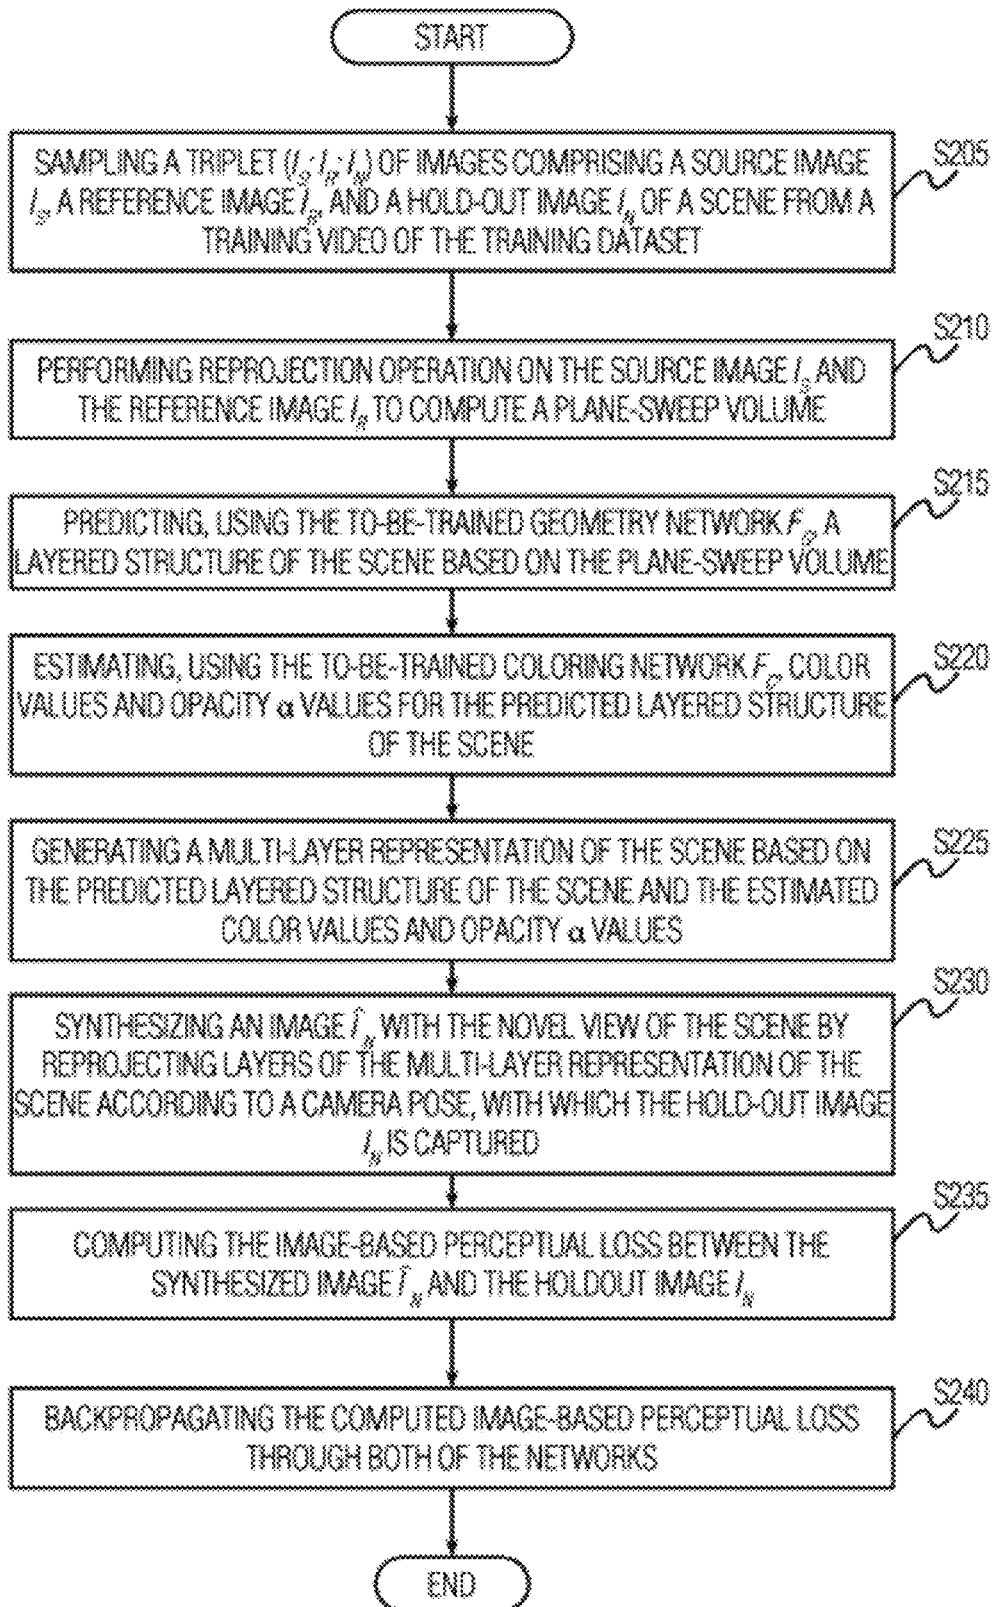 START
SAMPLING A TRIPLET (I_S; I_R; I_N) OF IMAGES COMPRISING A SOURCE IMAGE
I_S, A REFERENCE IMAGE I_R, AND A HOLD-OUT IMAGE I_N OF A SCENE FROM A
TRAINING VIDEO OF THE TRAINING DATASET
S205
PERFORMING REPROJECTION OPERATION ON THE SOURCE IMAGE I_S AND
THE REFERENCE IMAGE I_R TO COMPUTE A PLANE-SWEEP VOLUME
S210
PREDICTING, USING THE TO-BE-TRAINED GEOMETRY NETWORK F_G, A
LAYERED STRUCTURE OF THE SCENE BASED ON THE PLANE-SWEEP VOLUME
S215
ESTIMATING, USING THE TO-BE-TRAINED COLORING NETWORK F_C, COLOR
VALUES AND OPACITY α VALUES FOR THE PREDICTED LAYERED STRUCTURE
OF THE SCENE
S220
GENERATING A MULTI-LAYER REPRESENTATION OF THE SCENE BASED ON
THE PREDICTED LAYERED STRUCTURE OF THE SCENE AND THE ESTIMATED
COLOR VALUES AND OPACITY α VALUES
S225
SYNTHESIZING AN IMAGE Î_N WITH THE NOVEL VIEW OF THE SCENE BY
REPROJECTING LAYERS OF THE MULTI-LAYER REPRESENTATION OF THE
SCENE ACCORDING TO A CAMERA POSE, WITH WHICH THE HOLD-OUT IMAGE
I_N IS CAPTURED
S230
COMPUTING THE IMAGE-BASED PERCEPTUAL LOSS BETWEEN THE
SYNTHESIZED IMAGE Î_N AND THE HOLDOUT IMAGE I_N
S235
BACKPROPAGATING THE COMPUTED IMAGE-BASED PERCEPTUAL LOSS
THROUGH BOTH OF THE NETWORKS
S240
END